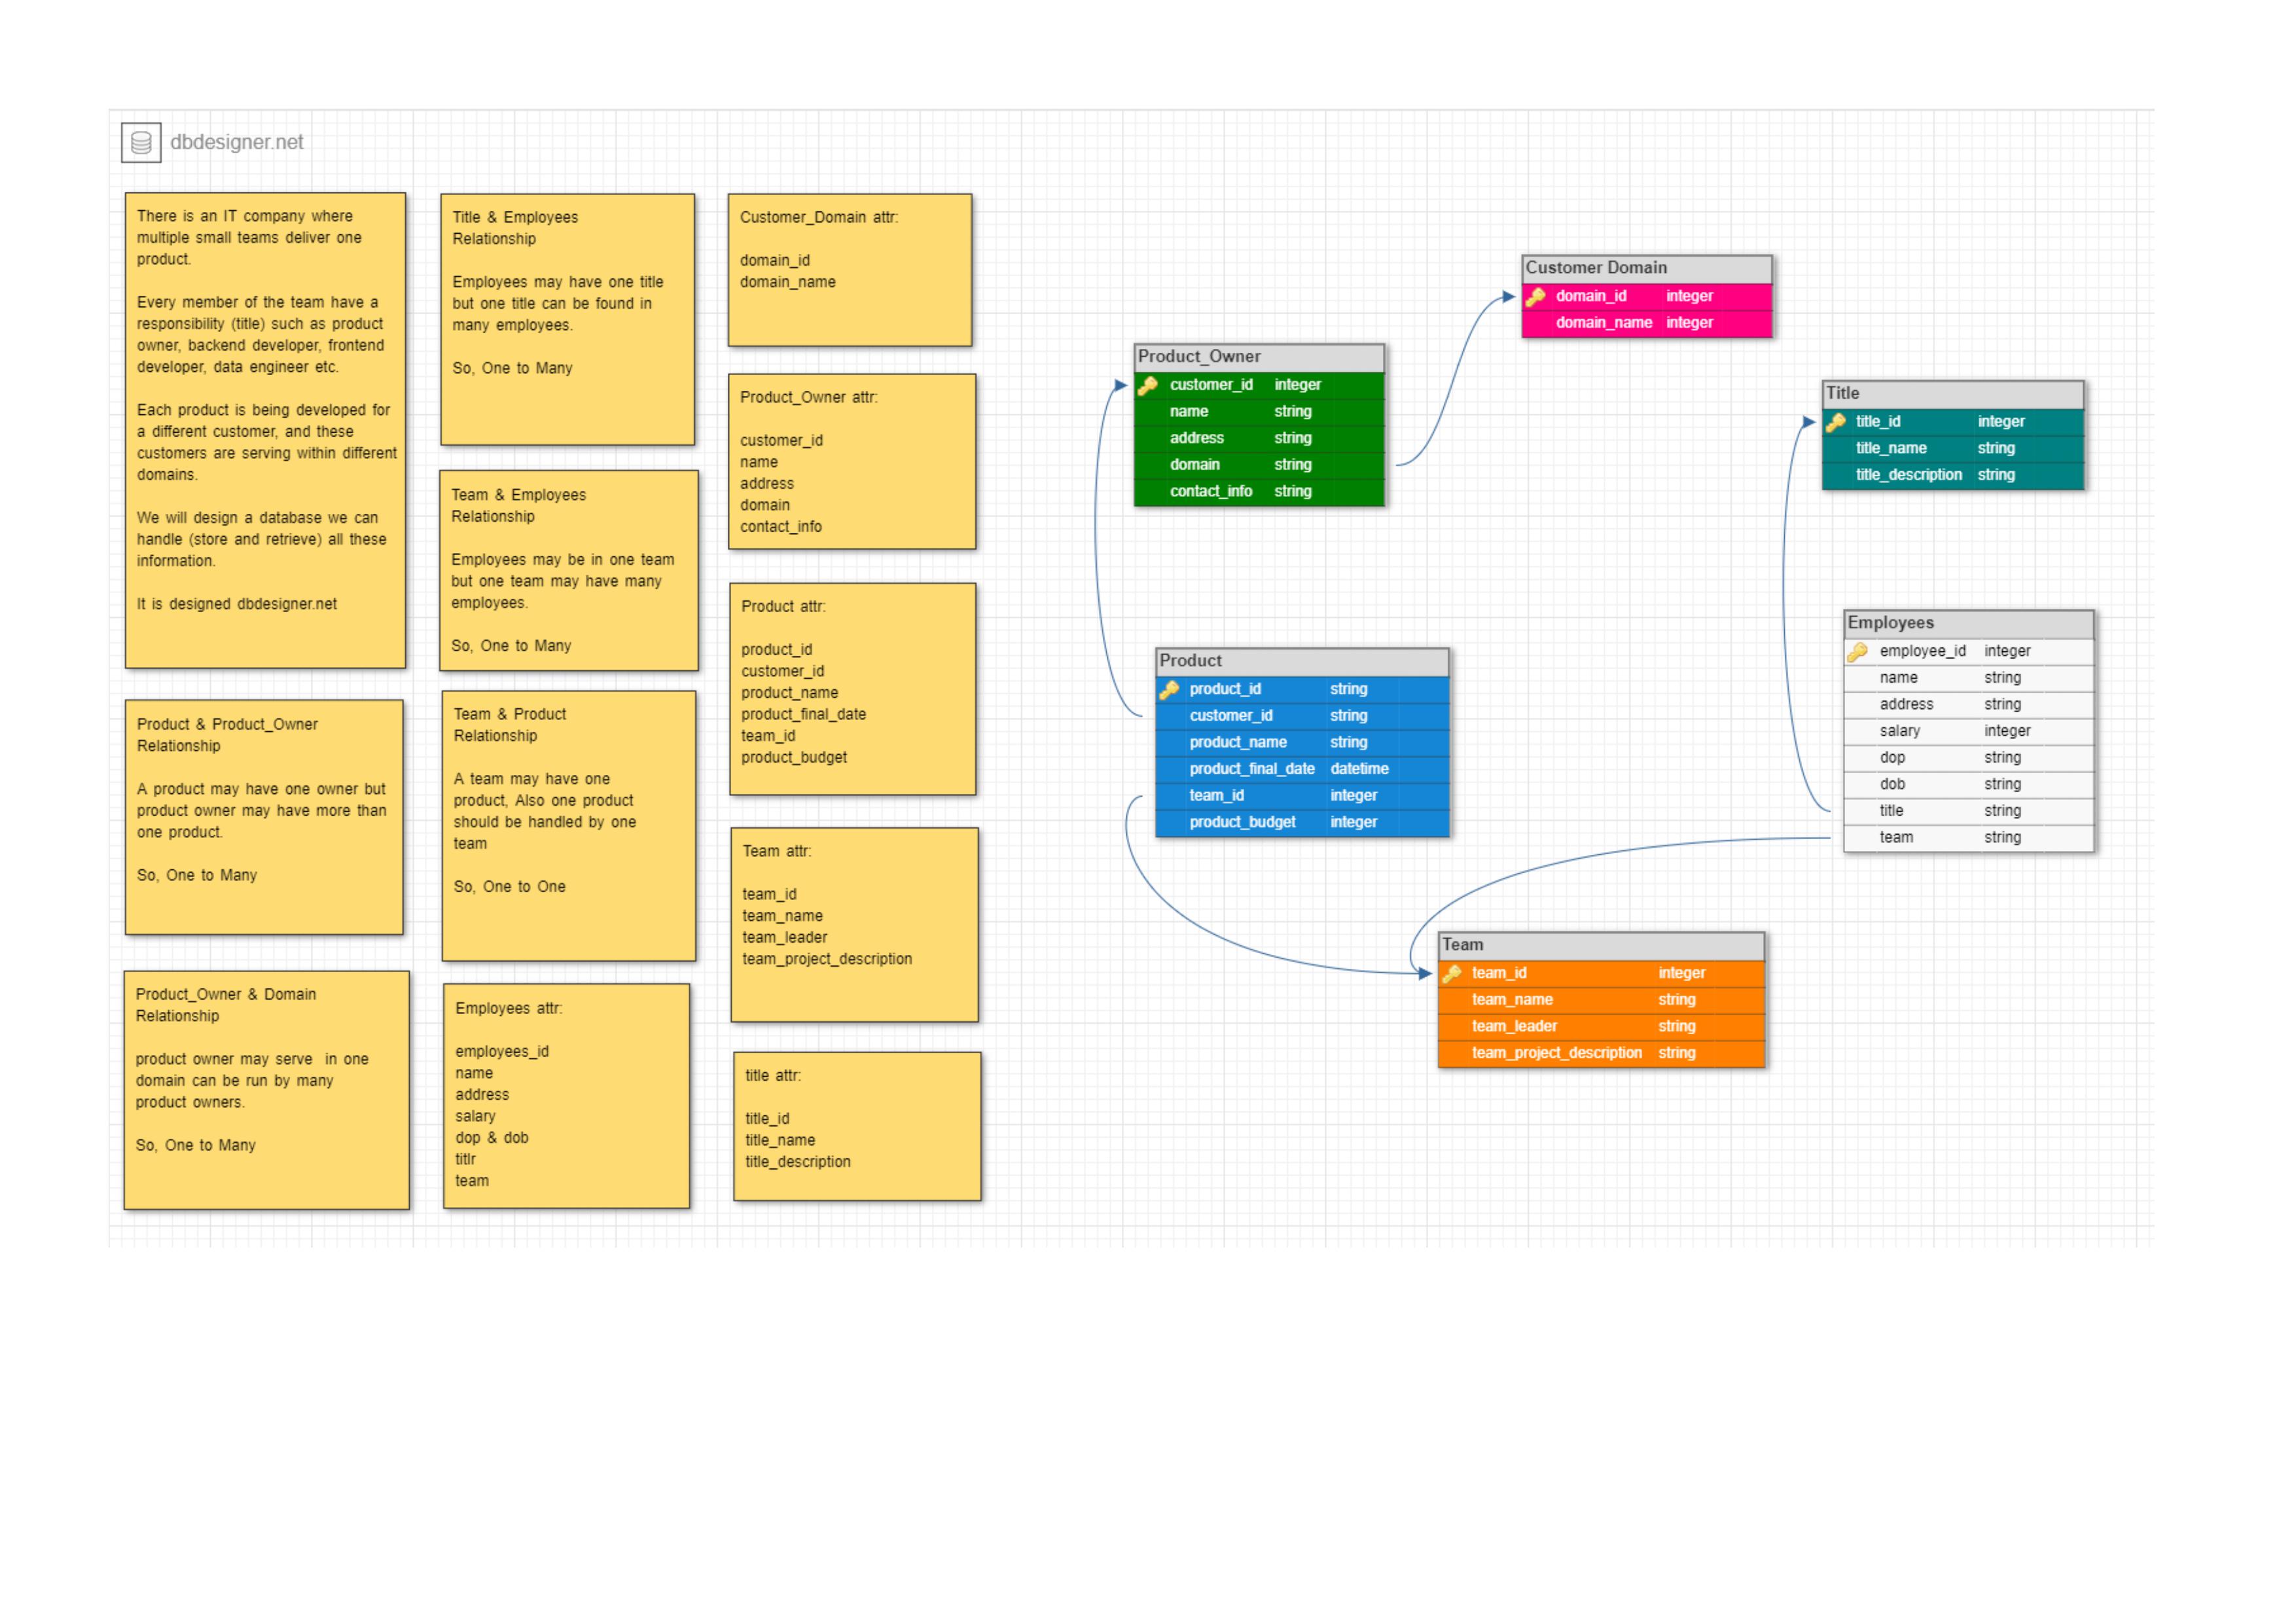 dbdesigner.net
There is an IT company where
multiple small teams deliver one
product.
Every member of the team have a
responsibility (title) such as product
owner, backend developer, frontend
developer, data engineer etc.
Each product is being developed for
a different customer, and these
customers are serving within different
domains.
We will design a database we can
handle (store and retrieve) all these
information.
It is designed dbdesigner.net
Product & Product_Owner
Relationship
A product may have one owner but
product owner may have more than
one product.
So, One to Many
Product_Owner & Domain
Relationship
product owner may serve in one
domain can be run by many
product owners.
So, One to Many
Title & Employees
Relationship
Employees may have one title
but one title can be found in
many employees.
So, One to Many
Team & Employees
Relationship
Employees may be in one team
but one team may have many
employees.
So, One to Many
Team & Product
Relationship
A team may have one
product, Also one product
should be handled by one
team
So, One to One
Employees attr:
employees_id
name
address
salary
dop & dob
titlr
team
Customer_Domain attr:
domain_id
domain_name
Product_Owner attr:
customer_id
name
address
domain
contact_info
Product attr:
product_id
customer_id
product_name
product_final_date
team_id
product_budget
Team attr:
team_id
team_name
team_leader
team_project_description
title attr:
title_id
title_name
title_description
Product_Owner
customer_id integer
name string
address string
domain string
contact_info string
Customer Domain
domain_id integer
domain_name integer
Title
title_id integer
title_name string
title_description string
Product
product_id string
customer_id string
product_name string
product_final_date datetime
team_id integer
product_budget integer
Employees
employee_id integer
name string
address string
salary integer
dop string
dob string
title string
team string
Team
team_id integer
team_name string
team_leader string
team_project_description string